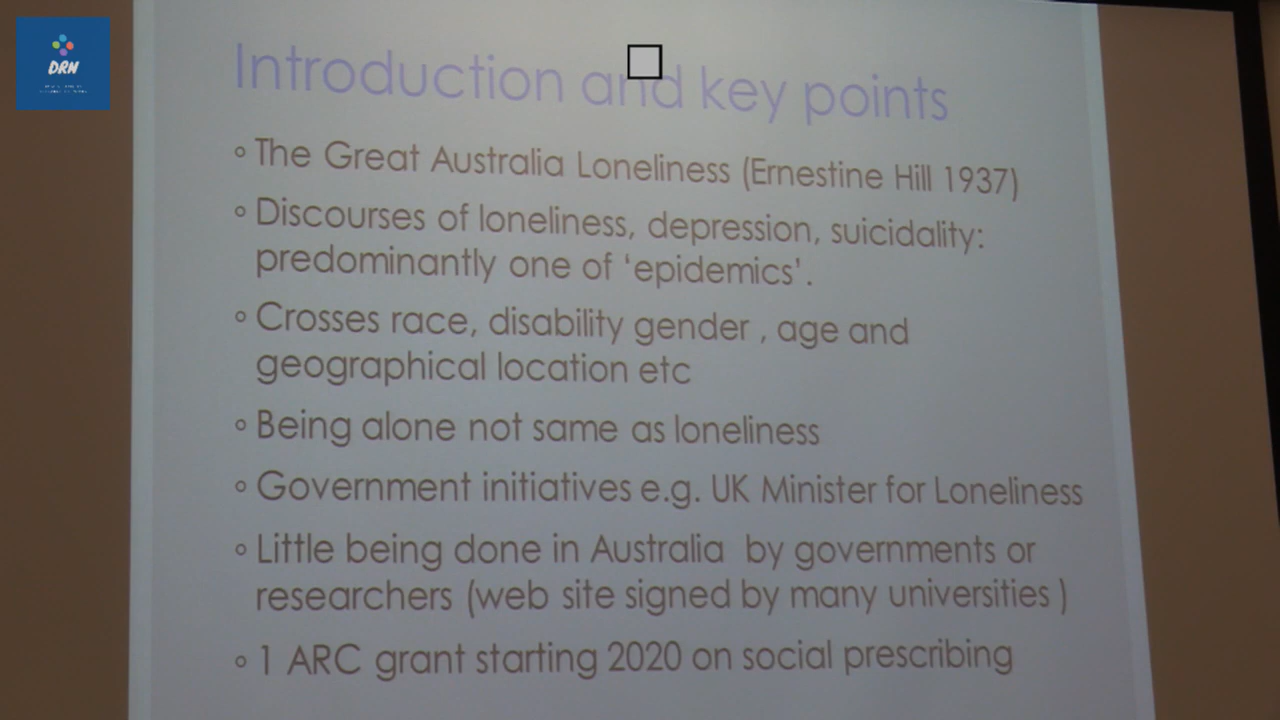 DRN
Introduction and key points
The Great Australia Loneliness (Ernestine Hill 1937)
Discourses of loneliness, depression, suicidality:
predominantly one of ‘epidemics’.
Crosses race, disability gender , age and
geographical location etc
Being alone not same as loneliness
Government initiatives e.g. UK Minister for Loneliness
Little being done in Australia by governments or
researchers (web site signed by many universities )
1 ARC grant starting 2020 on social prescribing